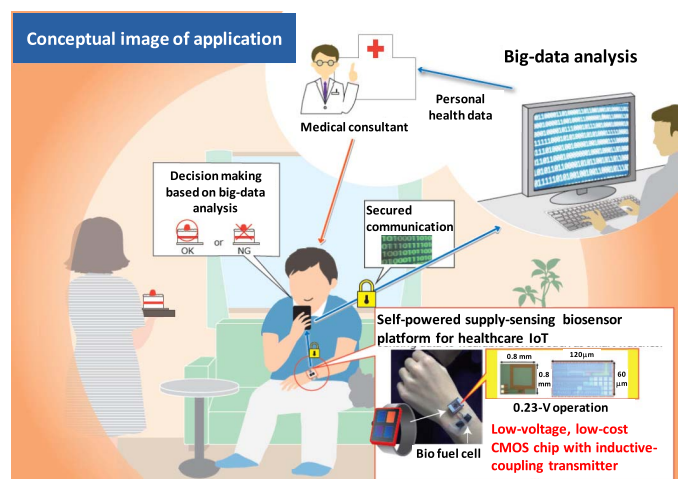 Conceptual image of application
Big-data analysis
Personal
health data
Medical consultant
Decision making
based on big-data
analysis
or
OK
NG
Secured
communication
Self-powered supply-sensing biosensor
platform for healthcare IoT
0.8 mm
0.8
mm
120μm
60
μm
0.23-V operation
Bio fuel cell
Low-voltage, low-cost
CMOS chip with inductive-
coupling transmitter